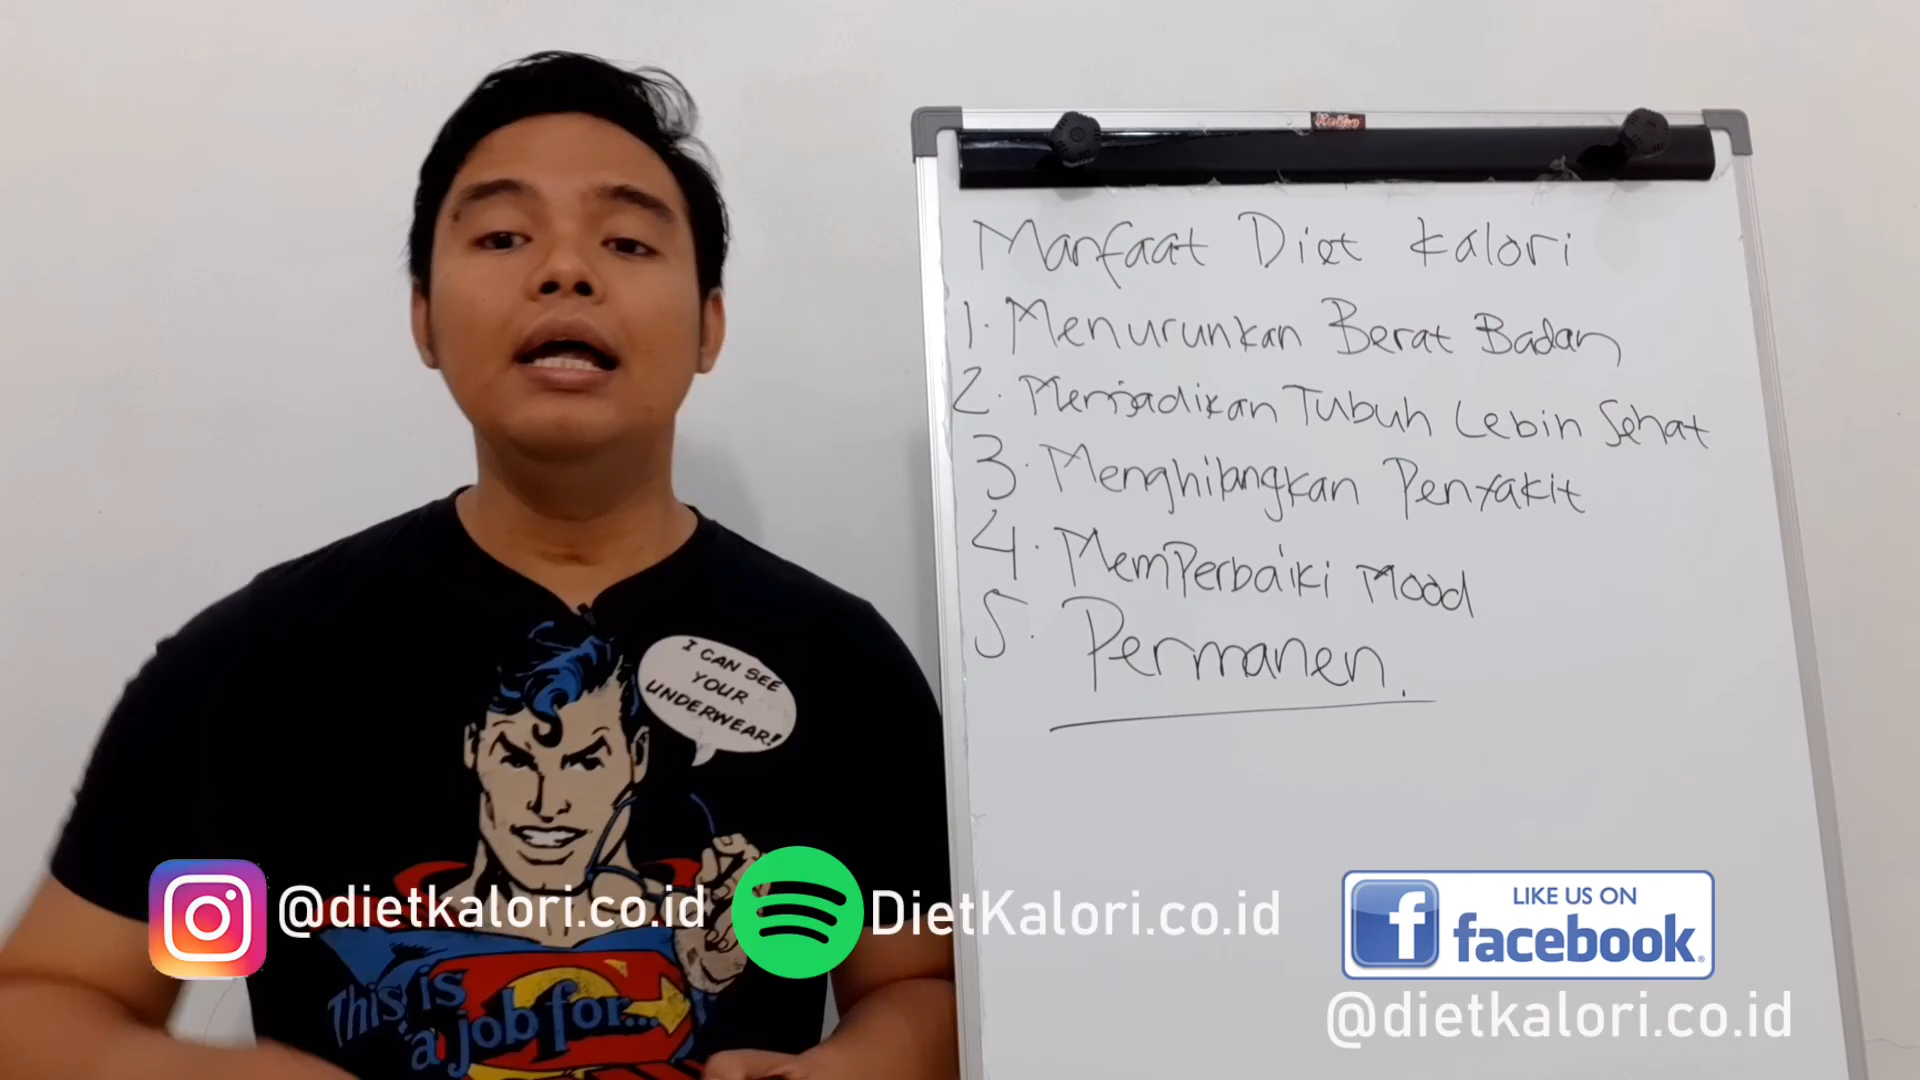 Manfaat Diet Kalori
1. Menurunkan Berat Badan
2. Menjadikan Tubuh Lebih Sehat
3. Menghilangkan Penyakit
4. Memperbaiki Mood
5. Permanen.
I CAN SEE
YOUR
UNDERWEAR!
This is
a job for...
@dietkalori.co.id
DietKalori.co.id
LIKE US ON
facebook
@dietkalori.co.id